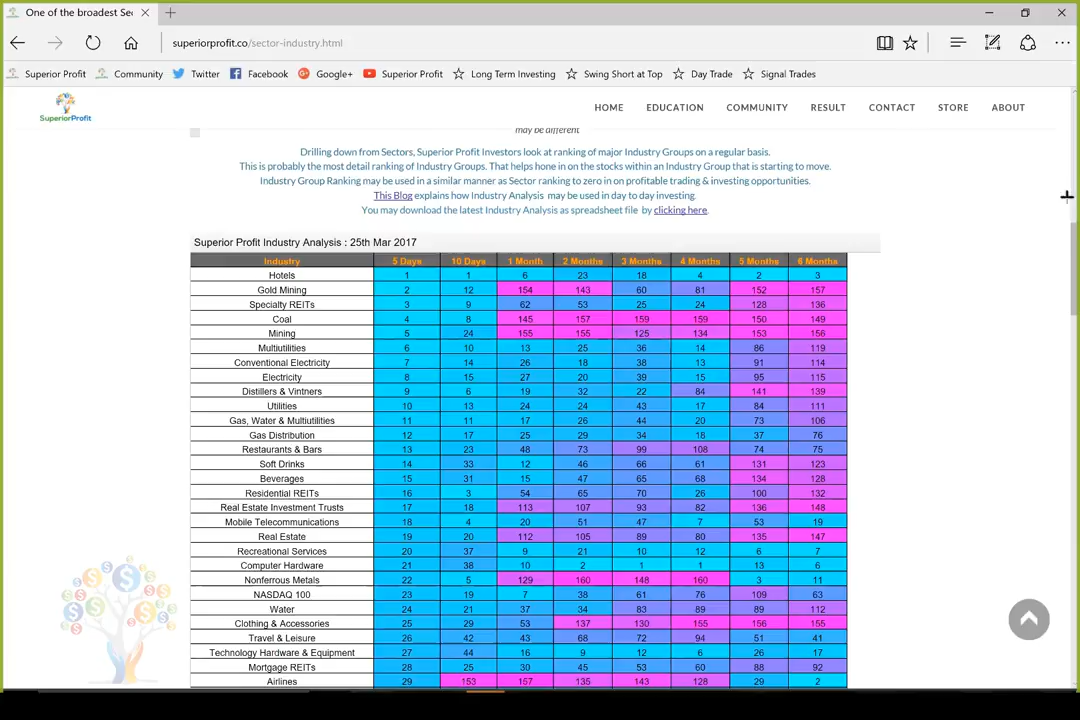 One of the broadest Sec
superiorprofit.co/sector-industry.html
Superior Profit Community Twitter Facebook Google+ Superior Profit Long Term Investing Swing Short at Top Day Trade Signal Trades
SuperiorProfit
HOME EDUCATION COMMUNITY RESULT CONTACT STORE ABOUT
may be different
Drilling down from Sectors, Superior Profit Investors look at ranking of major Industry Groups on a regular basis.
This is probably the most detail ranking of Industry Groups. That helps hone in on the stocks within an Industry Group that is starting to move.
Industry Group Ranking may be used in a similar manner as Sector ranking to zero in on profitable trading & investing opportunities.
This Blog explains how Industry Analysis may be used in day to day investing.
You may download the latest Industry Analysis as spreadsheet file by clicking here.
Superior Profit Industry Analysis : 25th Mar 2017
Industry 5 Days 10 Days 1 Month 2 Months 3 Months 4 Months 5 Months 6 Months
Hotels 1 1 6 23 18 4 2 3
Gold Mining 2 12 154 143 60 81 152 157
Specialty REITs 3 9 62 53 25 24 128 136
Coal 4 8 145 157 159 159 150 149
Mining 5 24 155 155 125 134 153 156
Multiutilities 6 10 13 25 36 14 86 119
Conventional Electricity 7 14 26 18 38 13 91 114
Electricity 8 15 27 20 39 15 95 115
Distillers & Vintners 9 6 19 32 22 84 141 139
Utilities 10 13 24 24 43 17 84 111
Gas, Water & Multiutilities 11 11 17 26 44 20 73 106
Gas Distribution 12 17 25 29 34 18 37 76
Restaurants & Bars 13 23 48 73 99 108 74 75
Soft Drinks 14 33 12 46 66 61 131 123
Beverages 15 31 15 47 65 68 134 128
Residential REITs 16 3 54 65 70 26 100 132
Real Estate Investment Trusts 17 18 113 107 93 82 136 148
Mobile Telecommunications 18 4 20 51 47 7 53 19
Real Estate 19 20 112 105 89 80 135 147
Recreational Services 20 37 9 21 10 12 6 7
Computer Hardware 21 38 10 2 1 1 13 6
Nonferrous Metals 22 5 129 160 148 160 3 11
NASDAQ 100 23 19 7 38 61 76 109 63
Water 24 21 37 34 83 89 89 112
Clothing & Accessories 25 29 53 137 130 155 156 155
Travel & Leisure 26 42 43 68 72 94 51 41
Technology Hardware & Equipment 27 44 16 9 12 6 26 17
Mortgage REITs 28 25 30 45 53 60 88 92
Airlines 29 153 157 135 143 128 29 2